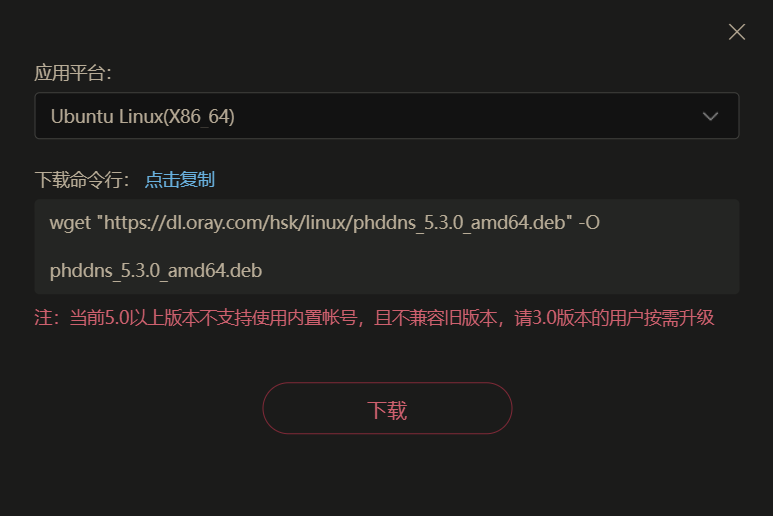 应用平台：
Ubuntu Linux(X86_64)
下载命令行： 点击复制
wget "https://dl.oray.com/hsk/linux/phddns_5.3.0_amd64.deb" -O
phddns_5.3.0_amd64.deb
注：当前5.0以上版本不支持使用内置帐号，且不兼容旧版本，请3.0版本的用户按需升级
下载